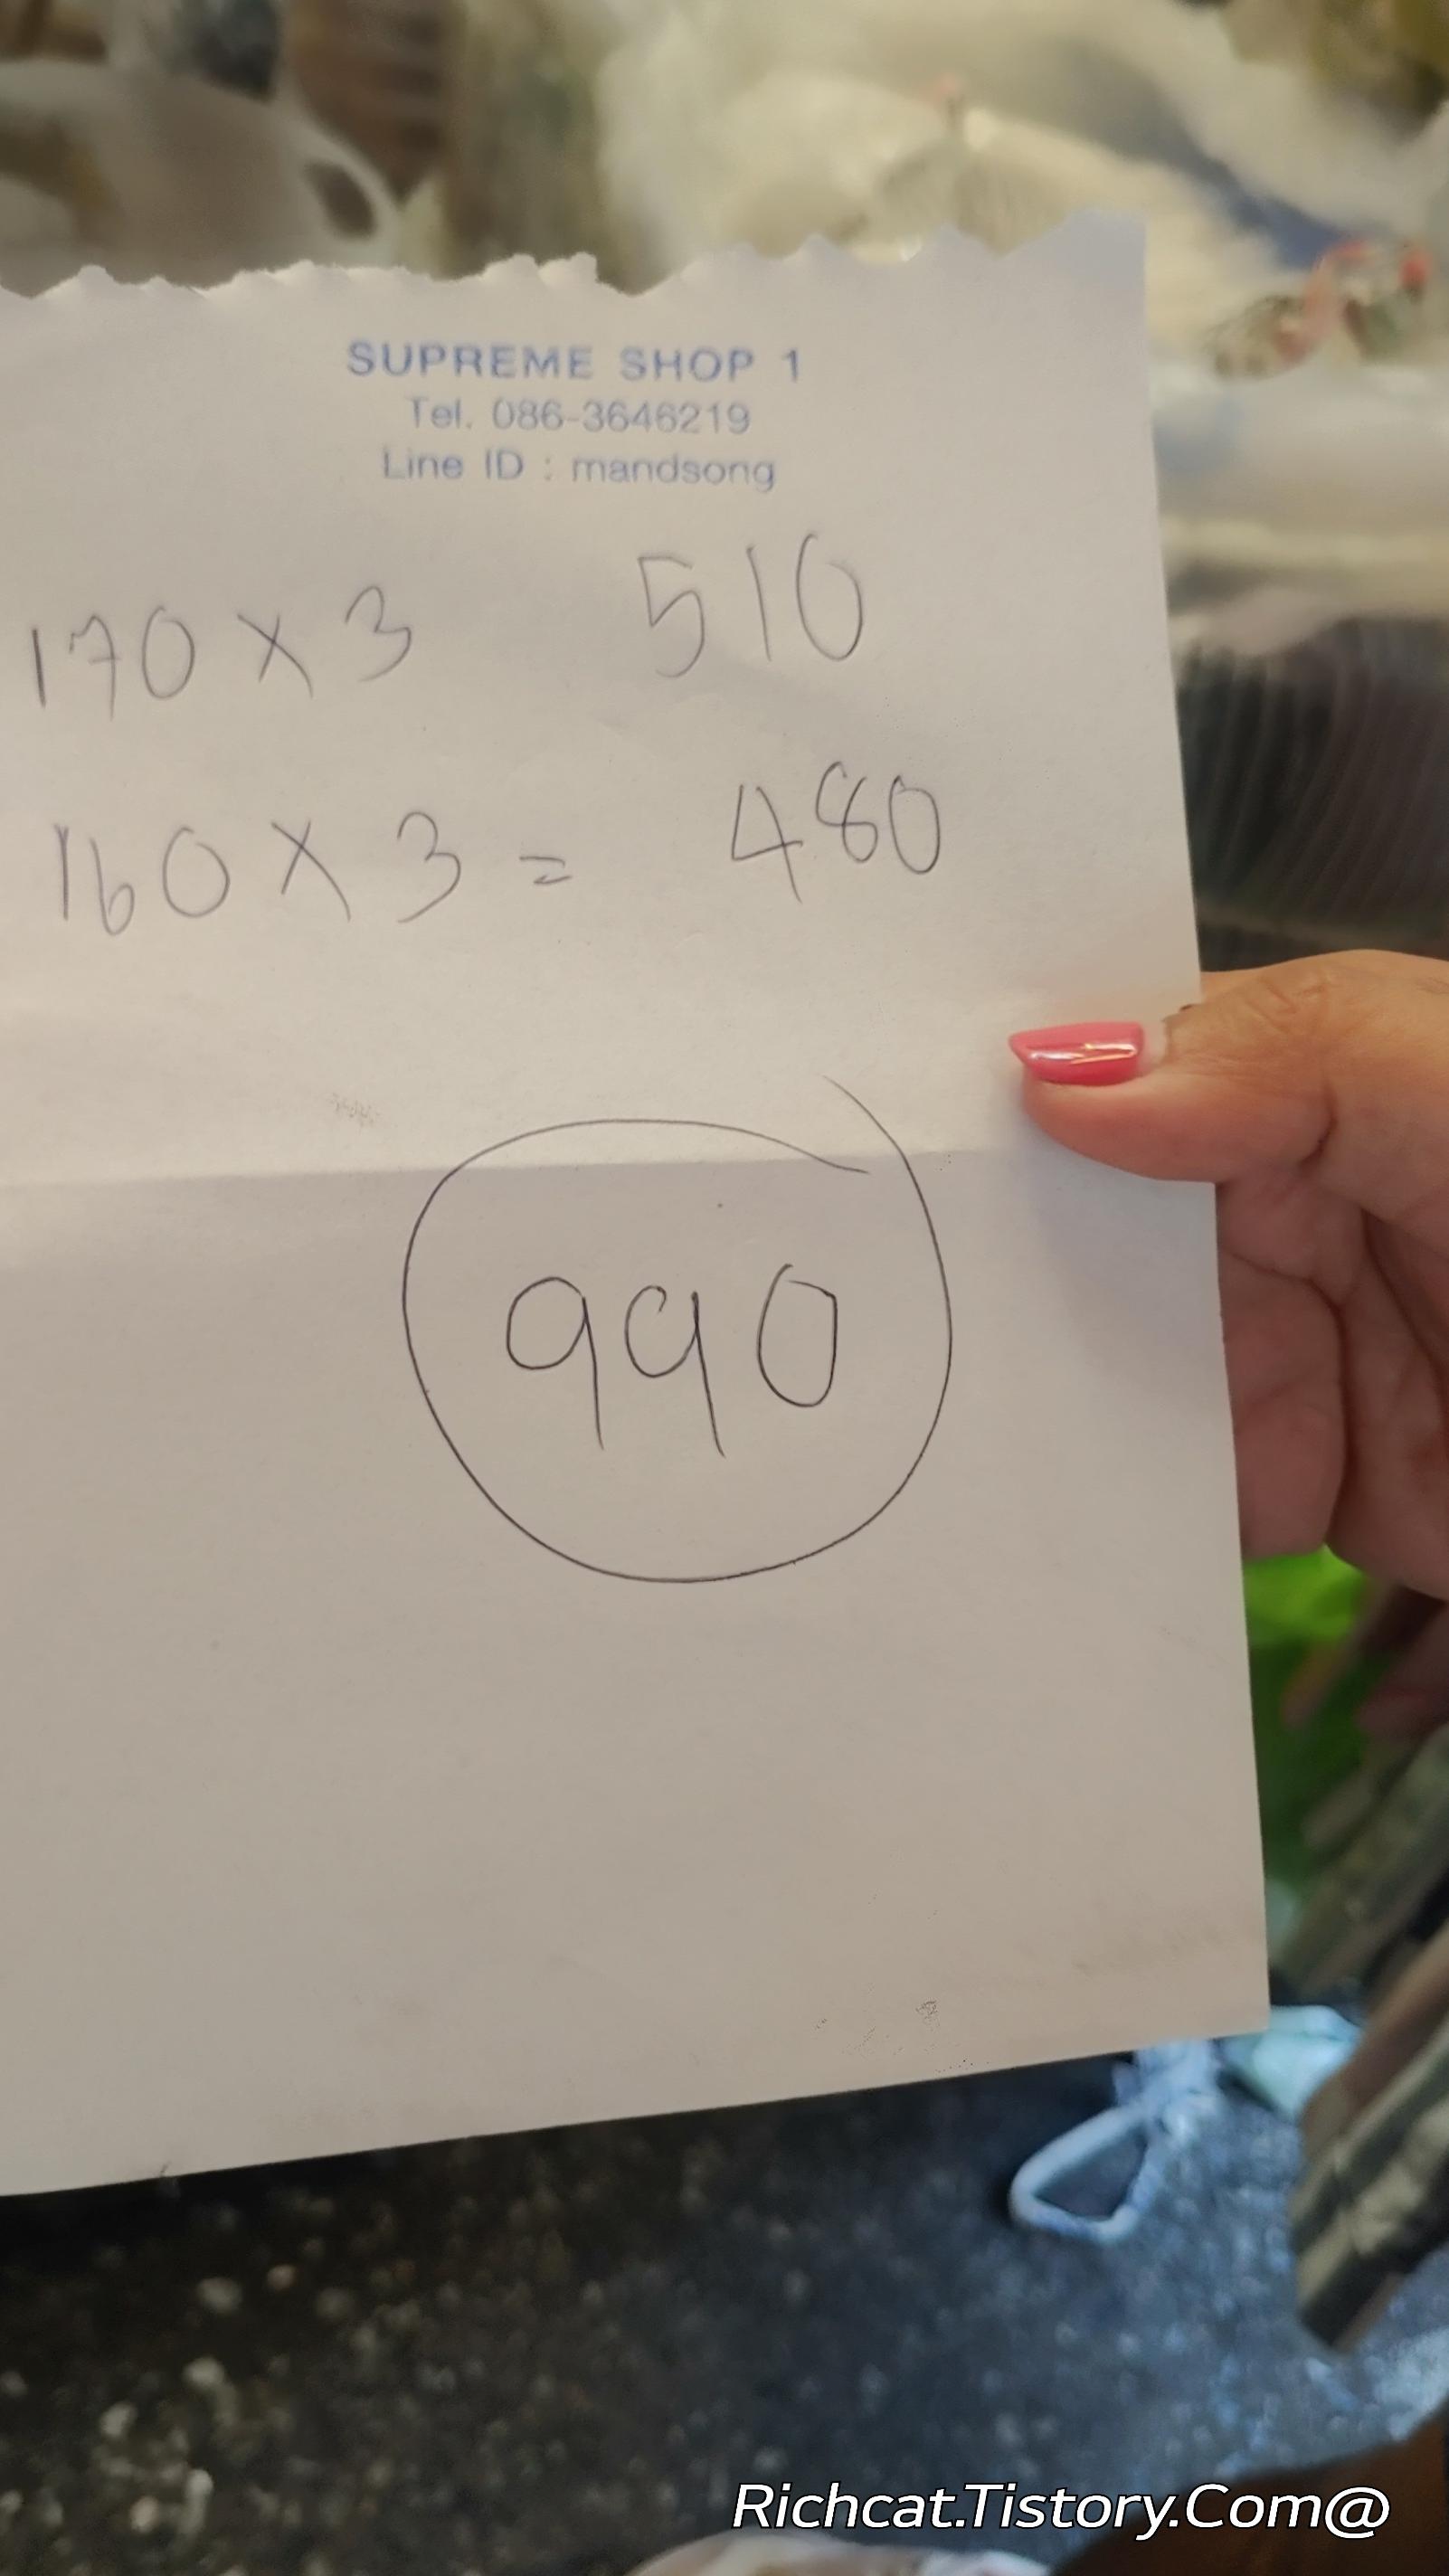 SUPREME SHOP 1
Tel. 086-3646219
Line ID : mandsong
170 x 3 510
160 x 3 = 480
990
Richcat.Tistory.Com@